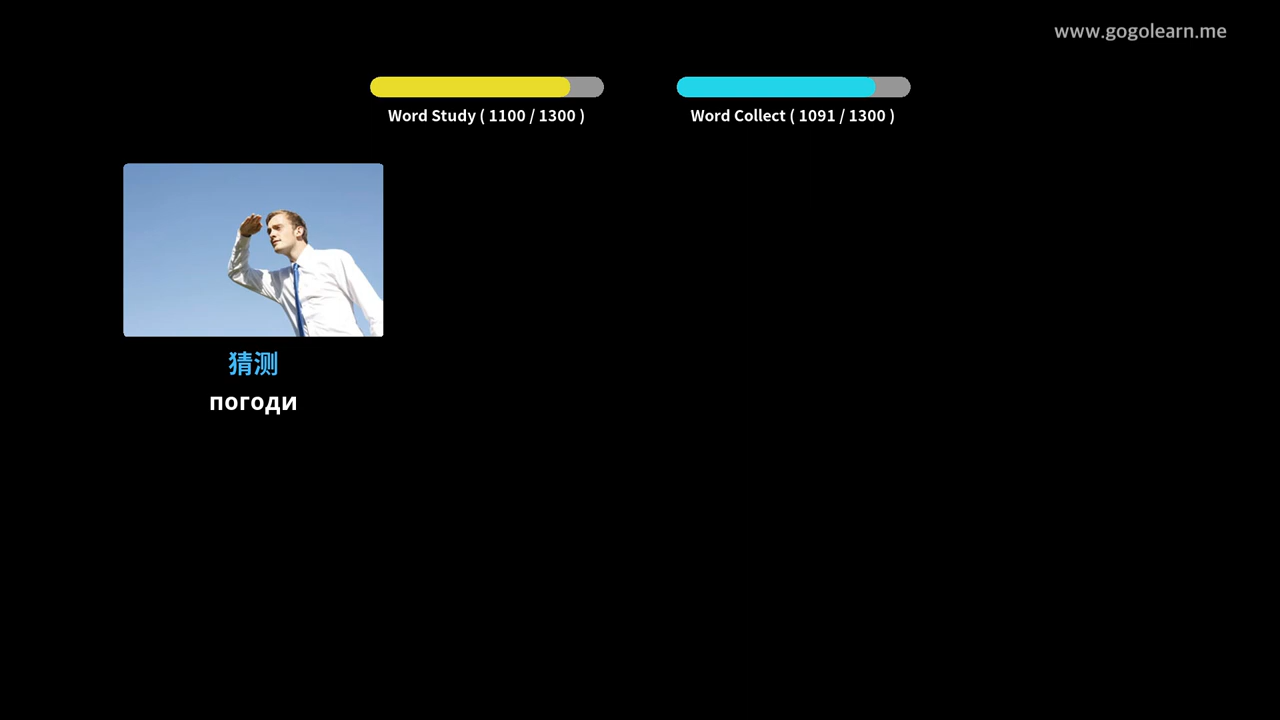 www.gogolearn.me
Word Study ( 1100 / 1300 )
Word Collect ( 1091 / 1300 )
猜测
погоди